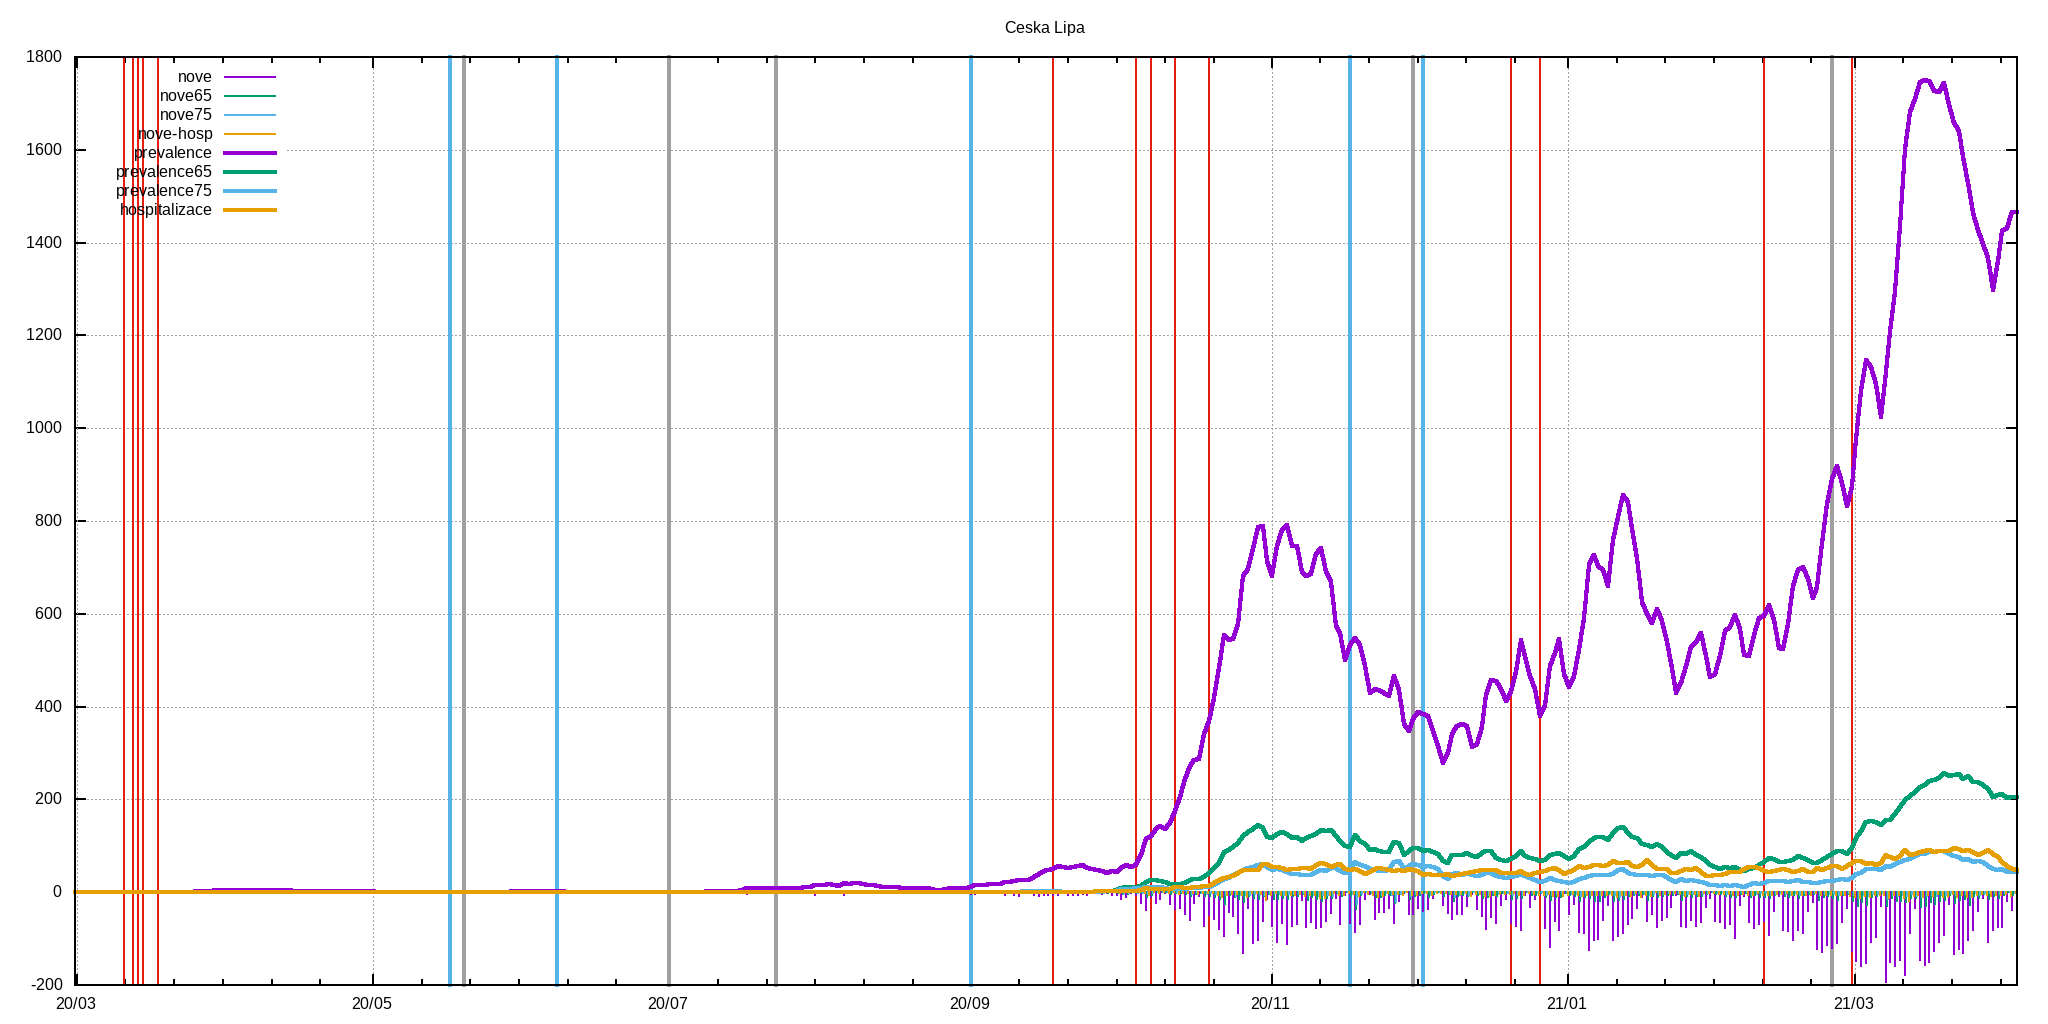 Ceska Lipa
1800
1600
1400
1200
1000
800
600
400
200
0
-200
nove
nove65
nove75
nove-hosp
prevalence
prevalence65
prevalence75
hospitalizace
20/03 20/05 20/07 20/09 20/11 21/01 21/03